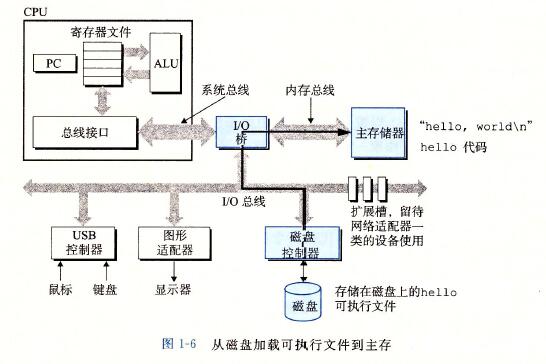 CPU
寄存器文件
PC
ALU
系统总线
内存总线
总线接口
I/O
桥
主存储器
“hello, world\n”
hello 代码
I/O 总线
扩展槽，留待
网络适配器一
类的设备使用
USB
控制器
图形
适配器
磁盘
控制器
鼠标
键盘
显示器
磁盘
存储在磁盘上的hello
可执行文件
图 1-6 从磁盘加载可执行文件到主存